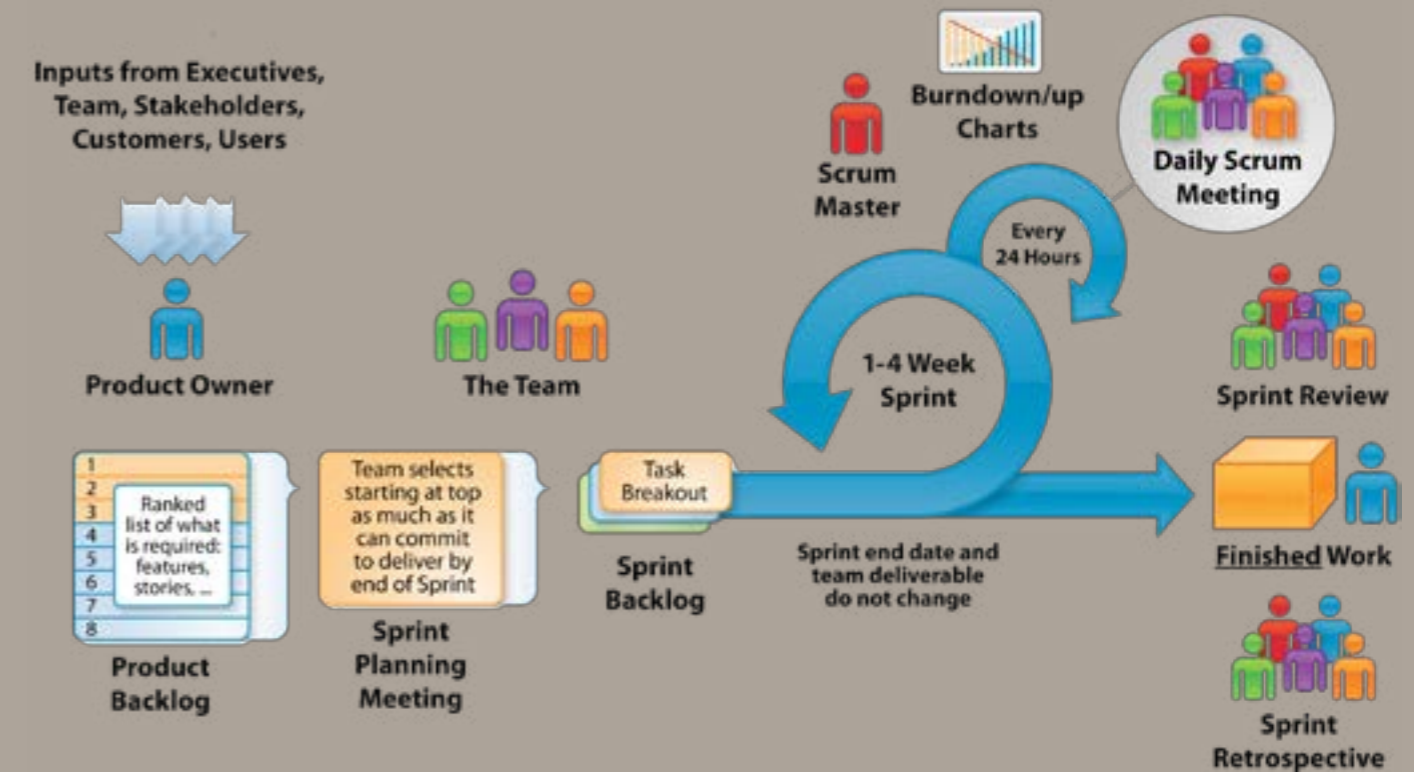 Inputs from Executives,
Team, Stakeholders,
Customers, Users
Product Owner
The Team
Scrum
Master
Burndown/up
Charts
Daily Scrum
Meeting
Every
24 Hours
1-4 Week
Sprint
Sprint Review
1
2
3
4
5
6
7
8
Ranked
list of what
is required:
features,
stories, ...
Product
Backlog
Team selects
starting at top
as much as it
can commit
to deliver by
end of Sprint
Sprint
Planning
Meeting
Task
Breakout
Sprint
Backlog
Sprint end date and
team deliverable
do not change
Finished Work
Sprint
Retrospective